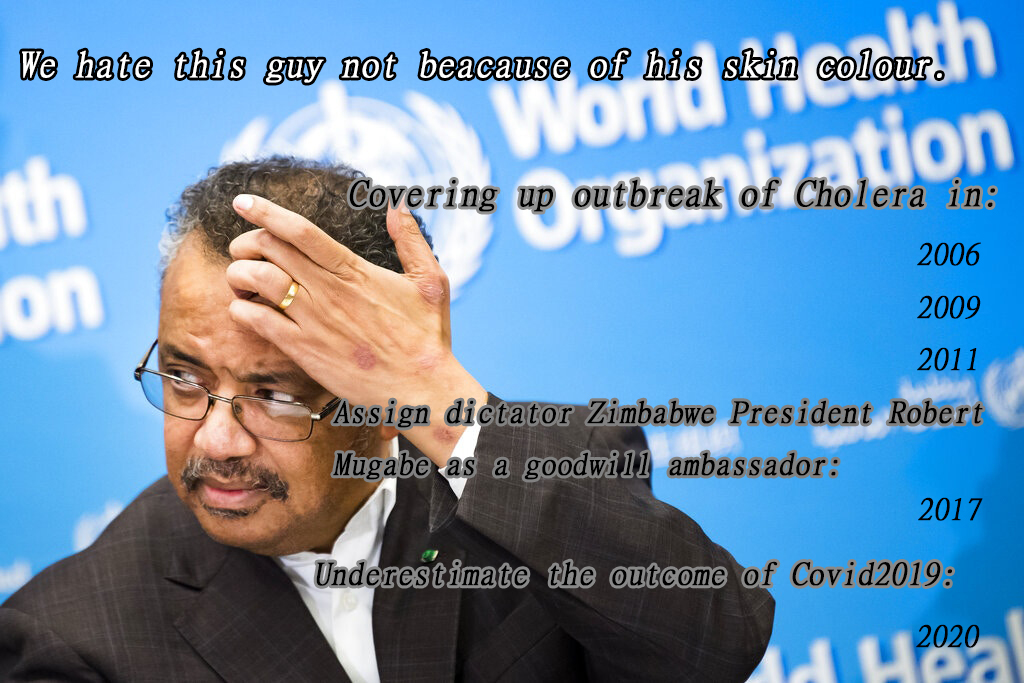 We hate this guy not beacause of his skin colour.
World Health
Organization
Covering up outbreak of Cholera in:
2006
2009
2011
Assign dictator Zimbabwe President Robert
Mugabe as a goodwill ambassador:
2017
Underestimate the outcome of Covid2019:
2020